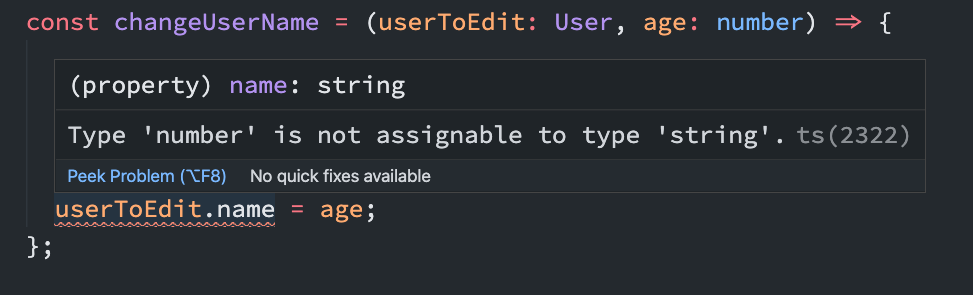 const changeUserName = (userToEdit: User, age: number) => {
(property) name: string
Type 'number' is not assignable to type 'string'. ts(2322)
Peek Problem (⌥F8) No quick fixes available
userToEdit.name = age;
};